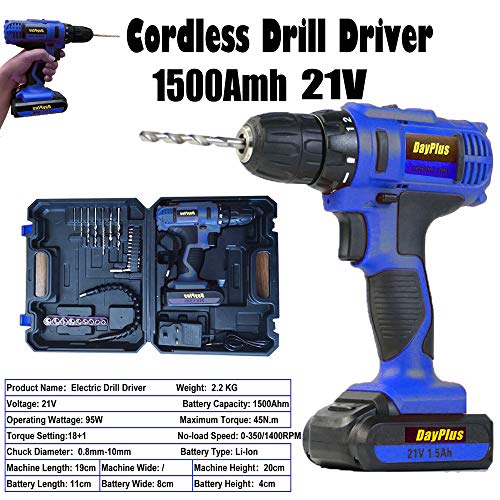 Cordless Drill Driver
1500Amh 21V
DayPlus
DayPlus
21V 1.5Ah
Product Name: Electric Drill Driver Weight: 2.2 KG
Voltage: 21V Battery Capacity: 1500Ahm
Operating Wattage: 95W Maximum Torque: 45N.m
Torque Setting:18+1 No-load Speed: 0-350/1400RPM
Chuck Diameter: 0.8mm-10mm Battery Type: Li-Ion
Machine Length: 19cm Machine Wide: / Machine Height: 20cm
Battery Length: 11cm Battery Wide: 8cm Battery Height: 4cm